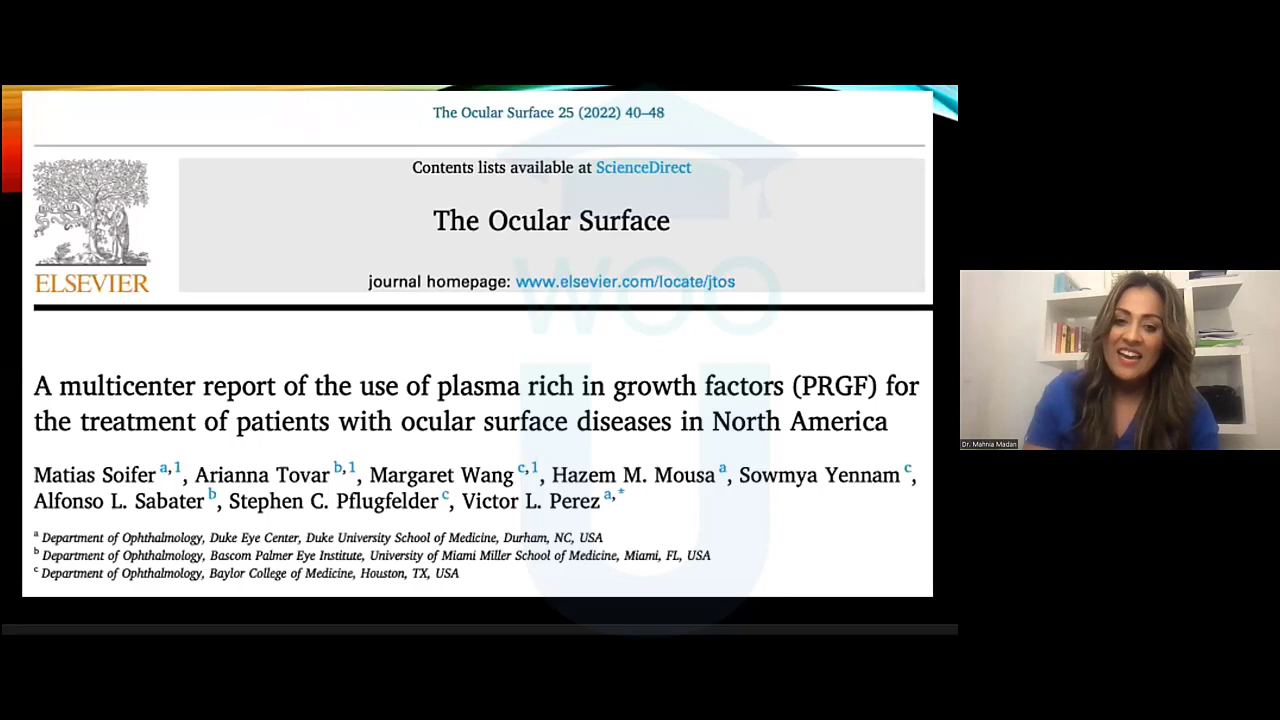 The Ocular Surface 25 (2022) 40–48
Contents lists available at ScienceDirect
The Ocular Surface
journal homepage: www.elsevier.com/locate/jtos
ELSEVIER
A multicenter report of the use of plasma rich in growth factors (PRGF) for
the treatment of patients with ocular surface diseases in North America
Matias Soifer a,1, Arianna Tovar b,1, Margaret Wang c,1, Hazem M. Mousa a, Sowmya Yennam c,
Alfonso L. Sabater b, Stephen C. Pflugfelder c, Victor L. Perez a,*
a Department of Ophthalmology, Duke Eye Center, Duke University School of Medicine, Durham, NC, USA
b Department of Ophthalmology, Bascom Palmer Eye Institute, University of Miami Miller School of Medicine, Miami, FL, USA
c Department of Ophthalmology, Baylor College of Medicine, Houston, TX, USA
WOO
U
Dr. Mahnia Madan